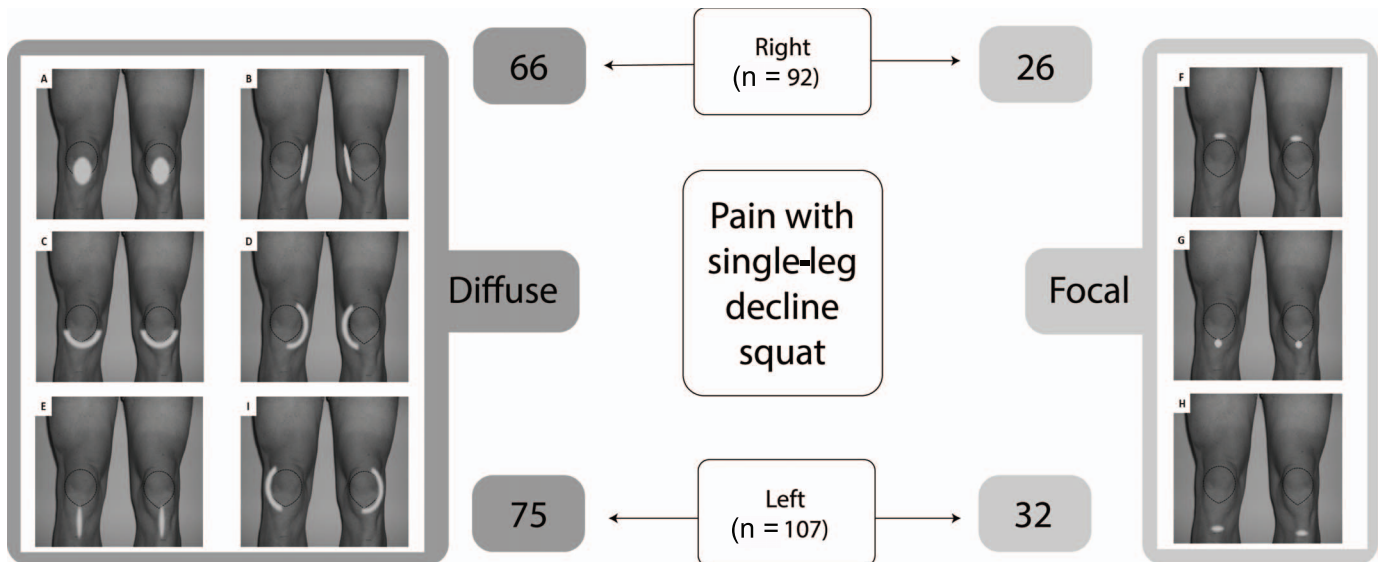 66
Right
(n = 92)
26
A
B
F
Pain with
single-leg
decline
squat
C
D
G
Diffuse
Focal
E
I
H
75
Left
(n = 107)
32